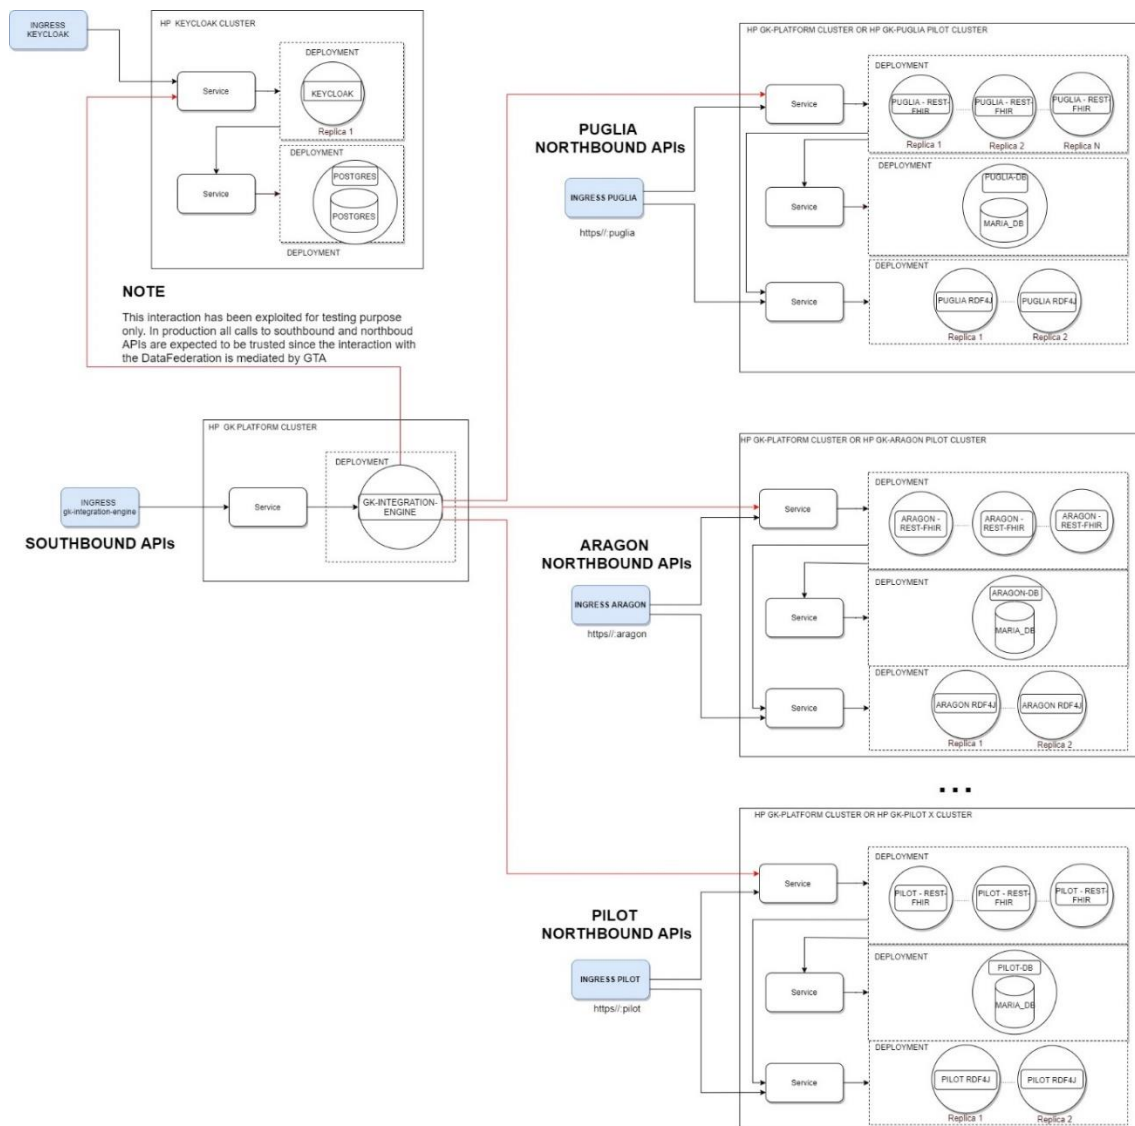 INGRESS
KEYCLOAK
HP KEYCLOAK CLUSTER
DEPLOYMENT
Service
KEYCLOAK
Replica 1
DEPLOYMENT
Service
POSTGRES
POSTGRES
DEPLOYMENT
NOTE
This interaction has been exploited for testing purpose
only. In production all calls to southbound and northboud
APIs are expected to be trusted since the interaction with
the DataFederation is mediated by GTA
HP GK PLATFORM CLUSTER
DEPLOYMENT
INGRESS
gk-integration-engine
Service
GK-INTEGRATION-
ENGINE
SOUTHBOUND APIs
HP GK-PLATFORM CLUSTER OR HP GK-PUGLIA PILOT CLUSTER
DEPLOYMENT
Service
PUGLIA - REST-
FHIR
PUGLIA - REST-
FHIR
PUGLIA - REST-
FHIR
Replica 1
Replica 2
Replica N
PUGLIA
NORTHBOUND APIs
INGRESS PUGLIA
https//:puglia
DEPLOYMENT
Service
PUGLIA-DB
MARIA_DB
DEPLOYMENT
Service
PUGLIA RDF4J
PUGLIA RDF4J
Replica 1
Replica 2
HP GK-PLATFORM CLUSTER OR HP GK-ARAGON PILOT CLUSTER
DEPLOYMENT
Service
ARAGON -
REST-FHIR
ARAGON -
REST-FHIR
ARAGON -
REST-FHIR
ARAGON
NORTHBOUND APIs
INGRESS ARAGON
https//:aragon
DEPLOYMENT
Service
ARAGON-DB
MARIA_DB
DEPLOYMENT
Service
ARAGON RDF4J
ARAGON RDF4J
Replica 1
Replica 2
...
HP GK-PLATFORM CLUSTER OR HP GK-PILOT X CLUSTER
DEPLOYMENT
Service
PILOT - REST-
FHIR
PILOT - REST-
FHIR
PILOT - REST-
FHIR
PILOT
NORTHBOUND APIs
INGRESS PILOT
https//:pilot
DEPLOYMENT
Service
PILOT-DB
MARIA_DB
DEPLOYMENT
Service
PILOT RDF4J
PILOT RDF4J
Replica 1
Replica 2